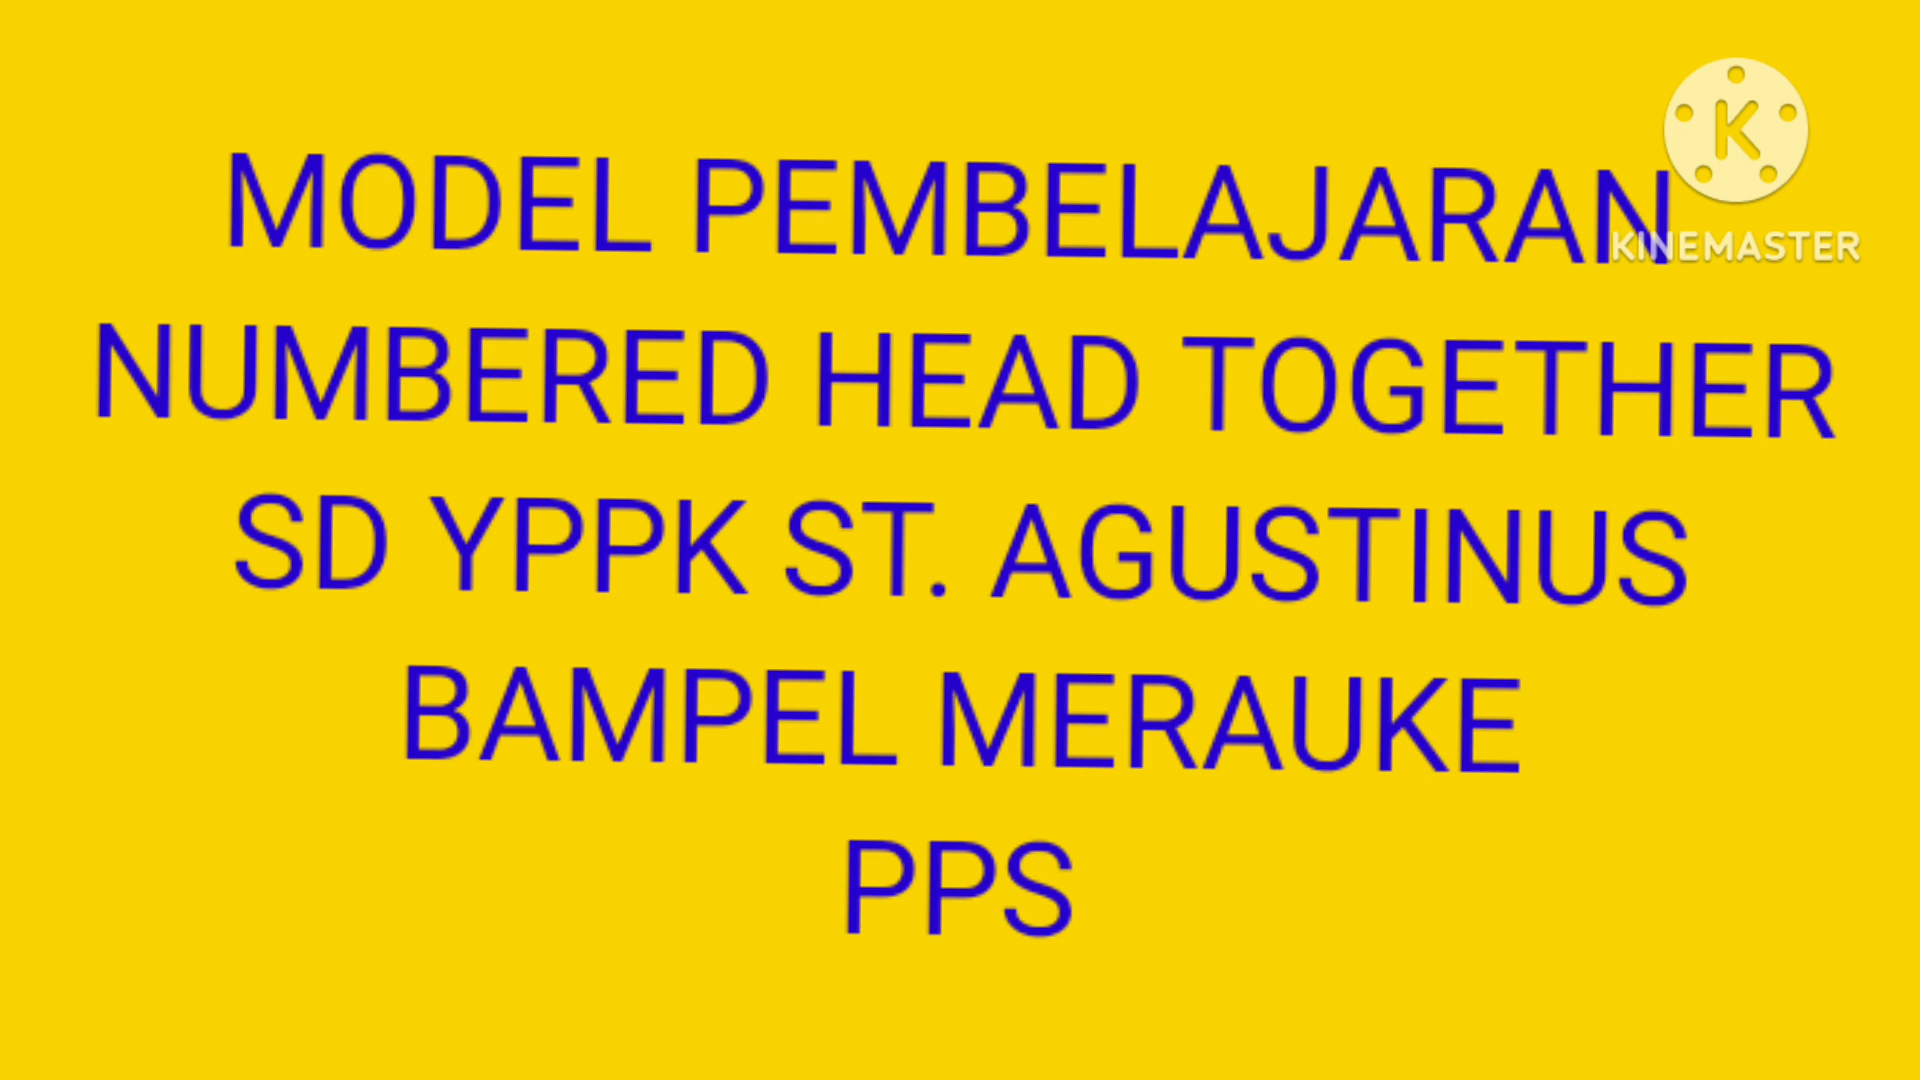 MODEL PEMBELAJARAN
NUMBERED HEAD TOGETHER
SD YPPK ST. AGUSTINUS
BAMPEL MERAUKE
PPS
K
KINEMASTER